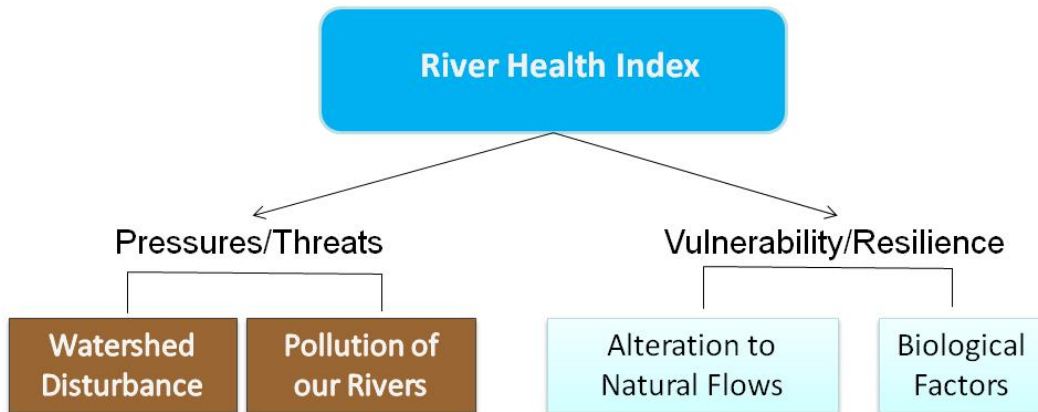 River Health Index
Pressures/Threats
Vulnerability/Resilience
Watershed
Disturbance
Pollution of
our Rivers
Alteration to
Natural Flows
Biological
Factors